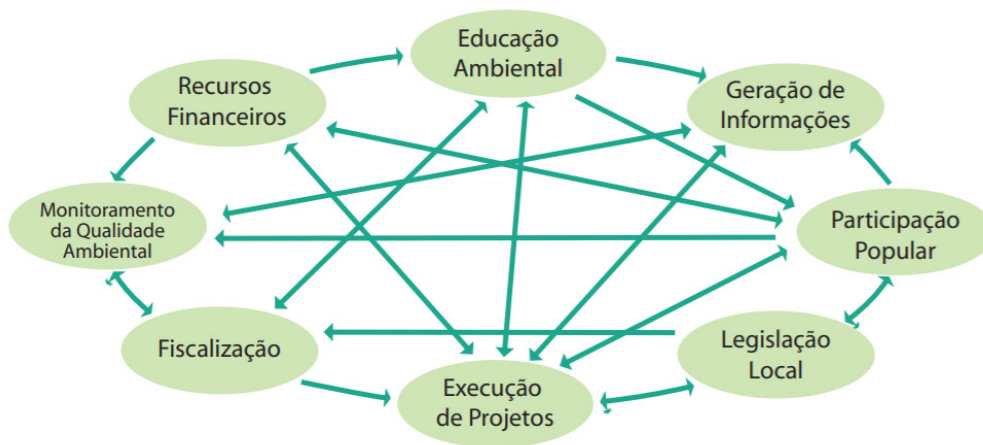 Educação
Ambiental
Recursos
Financeiros
Geração de
Informações
Monitoramento
da Qualidade
Ambiental
Participação
Popular
Fiscalização
Legislação
Local
Execução
de Projetos